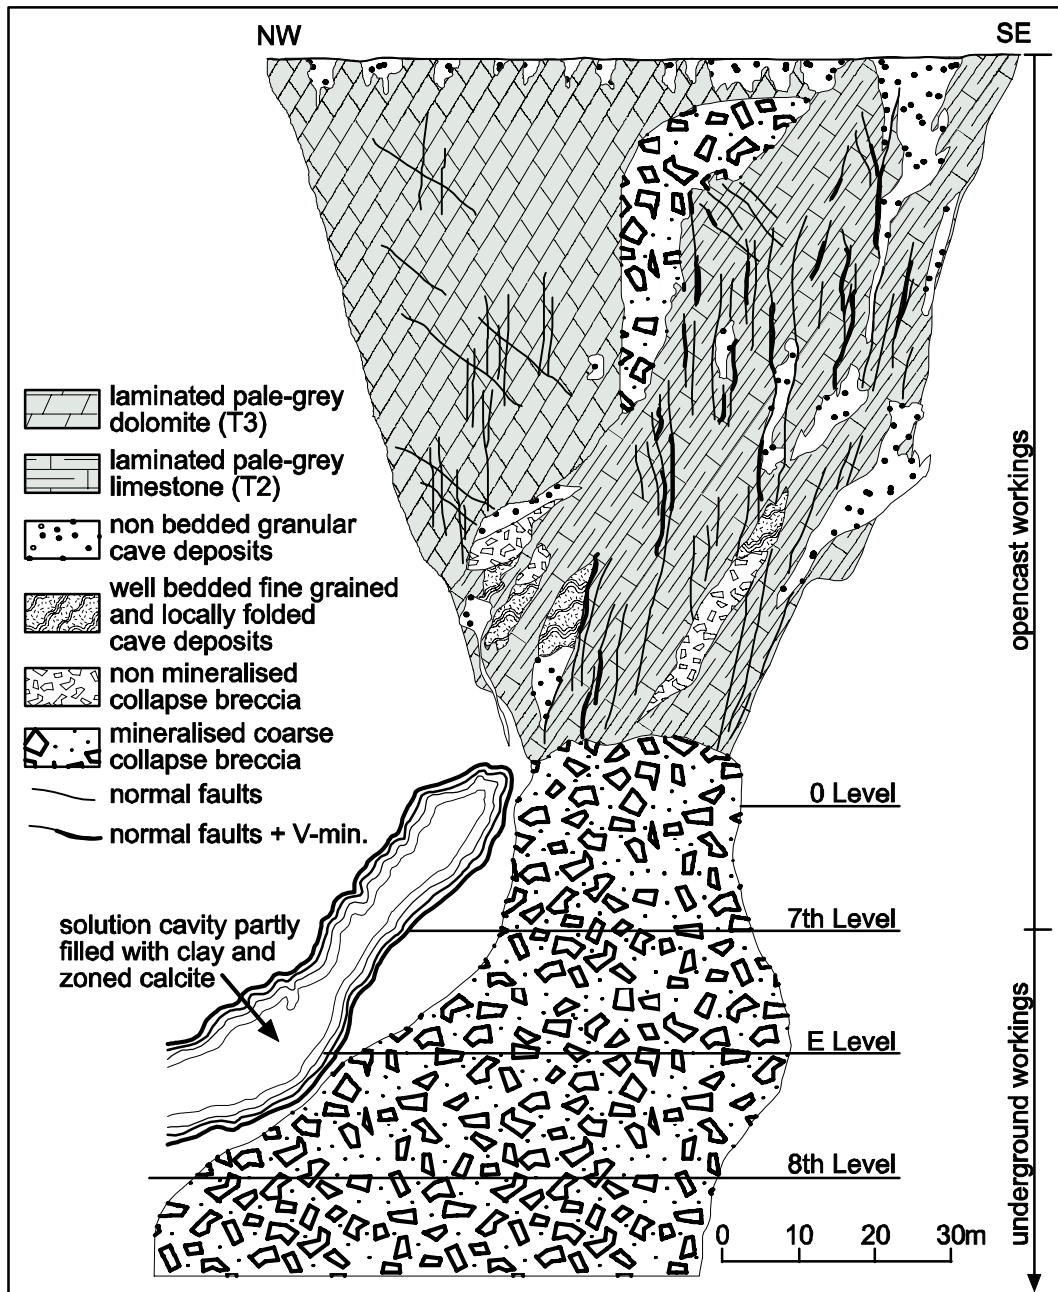 NW
SE
laminated pale-grey
dolomite (T3)
laminated pale-grey
limestone (T2)
non bedded granular
cave deposits
well bedded fine grained
and locally folded
cave deposits
non mineralised
collapse breccia
mineralised coarse
collapse breccia
normal faults
normal faults + V-min.
solution cavity partly
filled with clay and
zoned calcite
0 Level
7th Level
E Level
8th Level
0 10 20 30m
opencast workings
underground workings